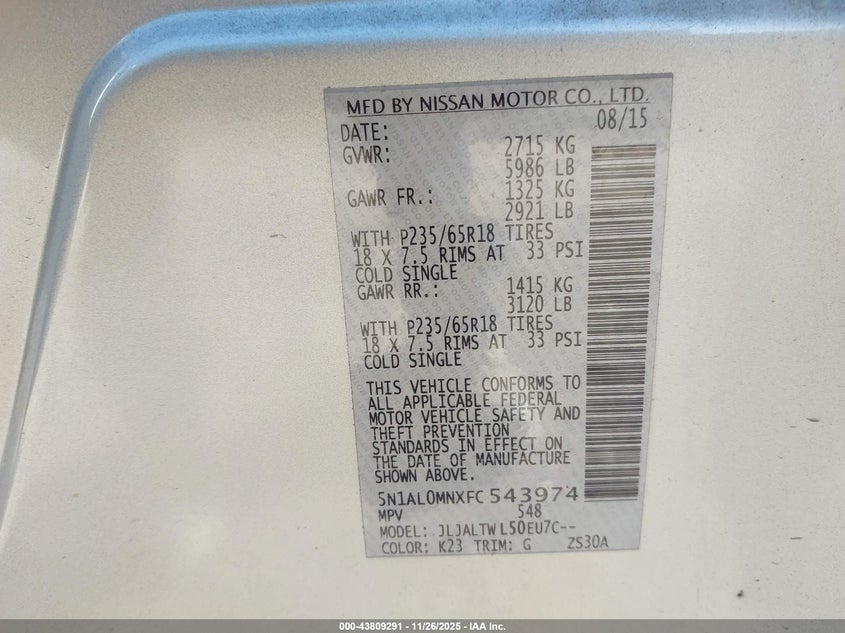 MFD BY NISSAN MOTOR CO., LTD.
DATE: 08/15
GVWR: 2715 KG
5986 LB
GAWR FR.: 1325 KG
2921 LB
WITH P235/65R18 TIRES
18 X 7.5 RIMS AT 33 PSI
COLD SINGLE
GAWR RR.: 1415 KG
3120 LB
WITH P235/65R18 TIRES
18 X 7.5 RIMS AT 33 PSI
COLD SINGLE
THIS VEHICLE CONFORMS TO
ALL APPLICABLE FEDERAL
MOTOR VEHICLE SAFETY AND
THEFT PREVENTION
STANDARDS IN EFFECT ON
THE DATE OF MANUFACTURE
SHOWN ABOVE.
5N1AL0MNXFC 543974
MPV 548
MODEL: JLJALTWL50EU7C--
COLOR: K23 TRIM: G ZS30A
000-43809291 - 11/26/2025 - IAA Inc.